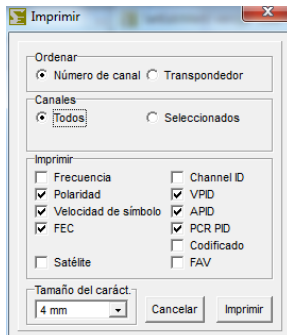 Imprimir
Ordenar
Número de canal Transpondedor
Canales
Todos Seleccionados
Imprimir
Frecuencia Channel ID
Polaridad VPID
Velocidad de símbolo APID
FEC PCR PID
Codificado
Satélite FAV
Tamaño del caráct.
4 mm Cancelar Imprimir